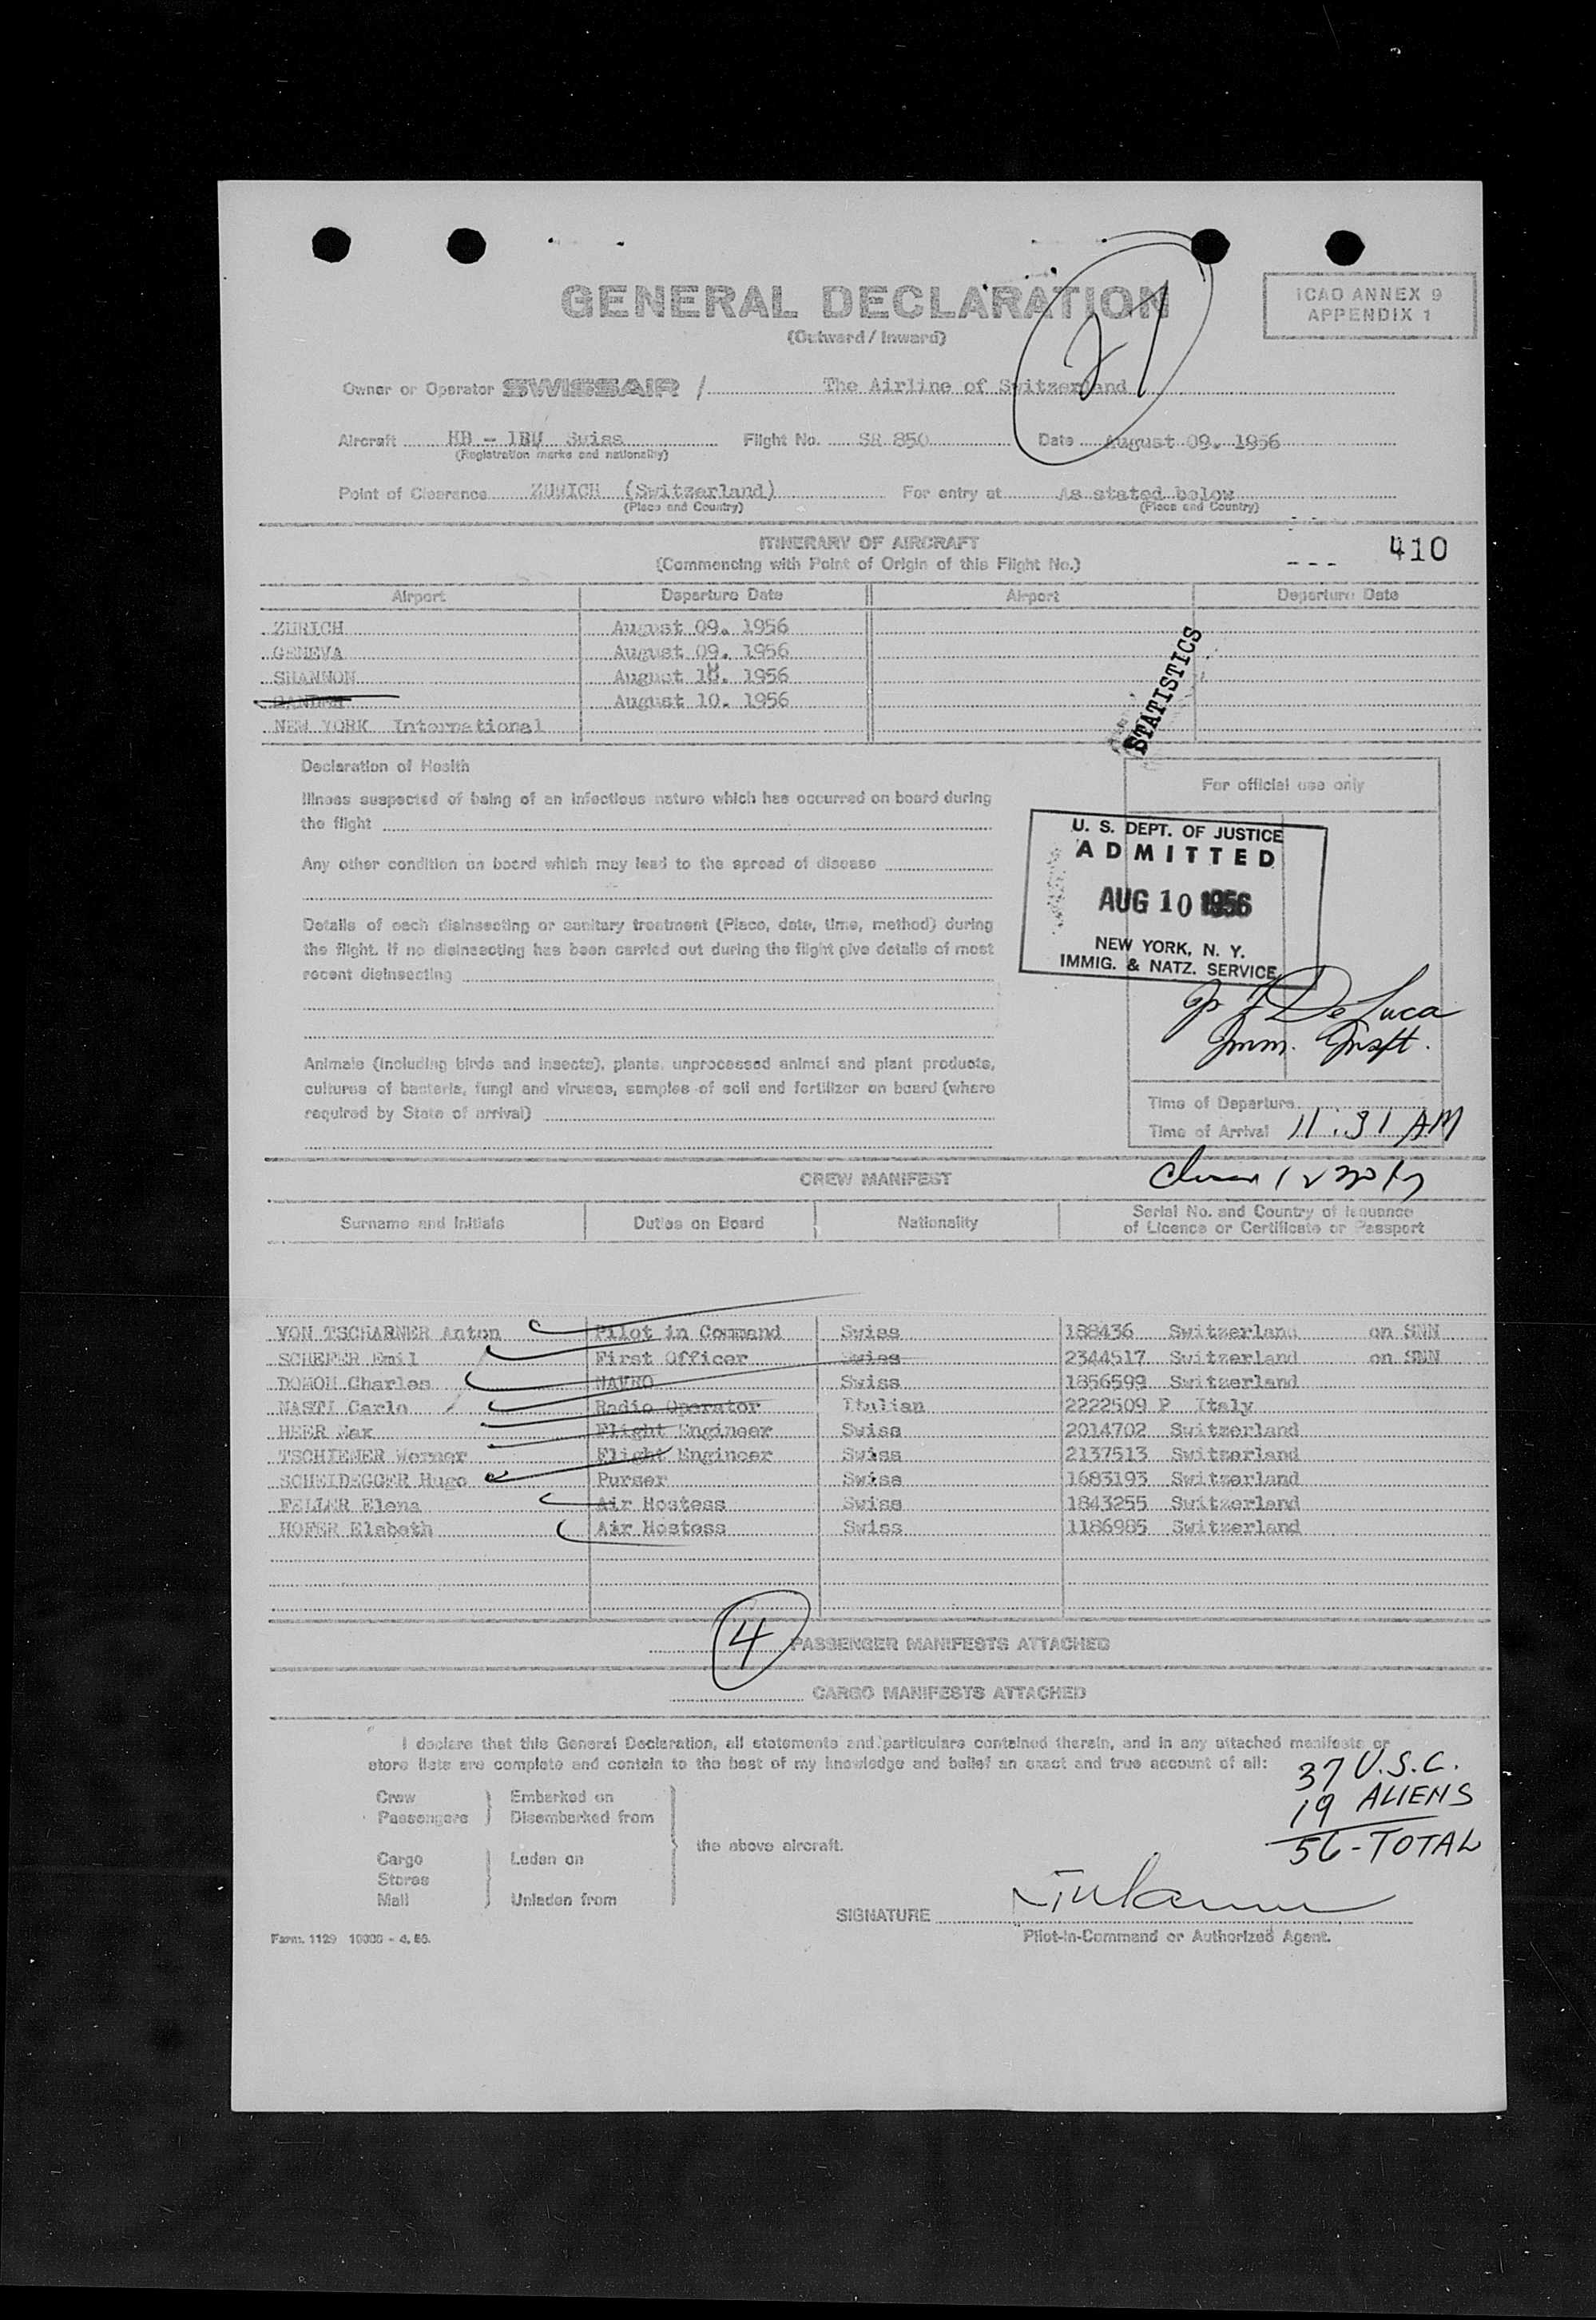 GENERAL DECLARATION
(Outward / Inward)
ICAO ANNEX 9
APPENDIX 1
21
Owner or Operator SWISSAIR / The Airline of Switzerland
Aircraft HB - IBU Swiss Flight No. SR 850 Date August 09. 1956
(Registration marks and nationality)
Point of Clearance ZURICH (Switzerland) For entry at As stated below
(Place and Country) (Place and Country)
ITINERARY OF AIRCRAFT
(Commencing with Point of Origin of this Flight No.)
--- 410
Airport Departure Date Airport Departure Date
ZURICH August 09. 1956
GENEVA August 09. 1956
SHANNON August 10. 1956
GANDER August 10. 1956
NEW YORK International
STATISTICS
Declaration of Health
Illness suspected of being of an infectious nature which has occurred on board during
the flight
Any other condition on board which may lead to the spread of disease
Details of each disinsecting or sanitary treatment (Place, date, time, method) during
the flight. If no disinsecting has been carried out during the flight give details of most
recent disinsecting
Animals (including birds and insects), plants, unprocessed animal and plant products,
cultures of bacteria, fungi and viruses, samples of soil and fertilizer on board (where
required by State of arrival)
For official use only
U. S. DEPT. OF JUSTICE
ADMITTED
AUG 10 1956
NEW YORK, N. Y.
IMMIG. & NATZ. SERVICE
De Luca
Imm. Inspt.
Time of Departure
Time of Arrival 11:31 AM
CREW MANIFEST
Surname and Initials Duties on Board Nationality Serial No. and Country of Issuance
of Licence or Certificate or Passport
VON TSCHARNER Anton Pilot in Command Swiss 188436 Switzerland on SNN
SCHEFER Emil First Officer Swiss 2344517 Switzerland on SNN
Charles NAVRO Swiss 1856599 Switzerland
NASTI Carlo Radio Operator Italian 2222509 P Italy
HEER Max Flight Engineer Swiss 2014702 Switzerland
TSCHIEMER Werner Flight Engineer Swiss 2137513 Switzerland
SCHEIDEGGER Hugo Purser Swiss 1683193 Switzerland
FELLER Elena Air Hostess Swiss 1843255 Switzerland
HOFER Elsbeth Air Hostess Swiss 1186985 Switzerland
4 PASSENGER MANIFESTS ATTACHED
CARGO MANIFESTS ATTACHED
I declare that this General Declaration, all statements and particulars contained therein, and in any attached manifests or
store lists are complete and contain to the best of my knowledge and belief an exact and true account of all:
Crew Embarked on
Passengers Disembarked from
the above aircraft.
Cargo Laden on
Stores
Mail Unladen from
37 U.S.C.
19 ALIENS
56-TOTAL
SIGNATURE
Pilot-in-Command or Authorized Agent.
Form. 1129 10000 - 4. 56.